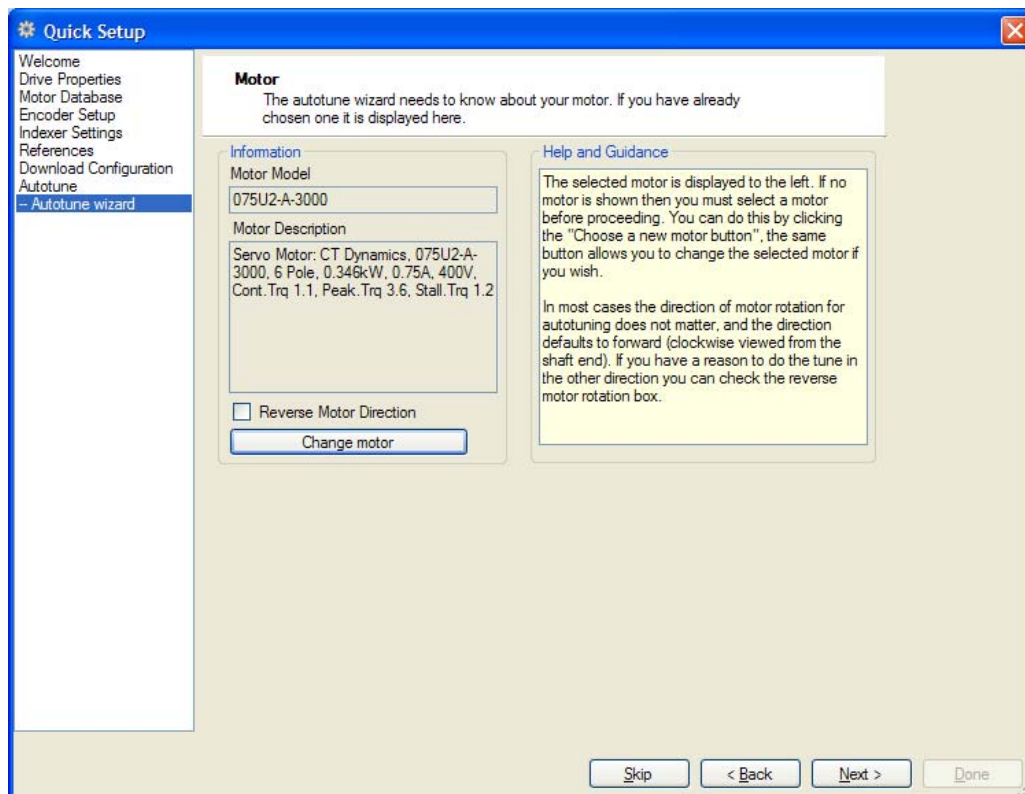 Quick Setup
Welcome
Drive Properties
Motor Database
Encoder Setup
Indexer Settings
References
Download Configuration
Autotune
-- Autotune wizard
Motor
The autotune wizard needs to know about your motor. If you have already
chosen one it is displayed here.
Information
Motor Model
075U2-A-3000
Motor Description
Servo Motor: CT Dynamics, 075U2-A-
3000, 6 Pole, 0.346kW, 0.75A, 400V,
Cont.Trq 1.1, Peak.Trq 3.6, Stall.Trq 1.2
Reverse Motor Direction
Change motor
Help and Guidance
The selected motor is displayed to the left. If no
motor is shown then you must select a motor
before proceeding. You can do this by clicking
the "Choose a new motor button", the same
button allows you to change the selected motor if
you wish.
In most cases the direction of motor rotation for
autotuning does not matter, and the direction
defaults to forward (clockwise viewed from the
shaft end). If you have a reason to do the tune in
the other direction you can check the reverse
motor rotation box.
Skip
< Back
Next >
Done